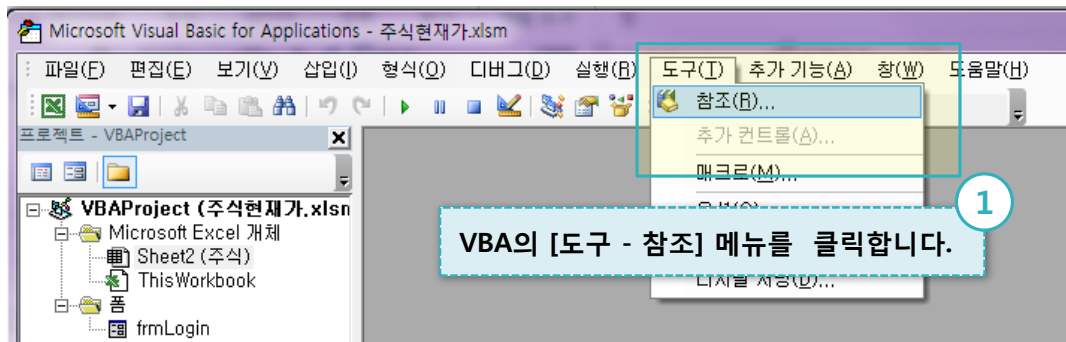 Microsoft Visual Basic for Applications - 주식현재가.xlsm
파일(F) 편집(E) 보기(V) 삽입(I) 형식(O) 디버그(D) 실행(R) 도구(T) 추가 기능(A) 창(W) 도움말(H)
참조(R)...
추가 컨트롤(A)...
매크로(M)...
프로젝트 - VBAProject
VBAProject (주식현재가.xlsn
Microsoft Excel 개체
Sheet2 (주식)
ThisWorkbook
폼
frmLogin
1
VBA의 [도구 - 참조] 메뉴를 클릭합니다.